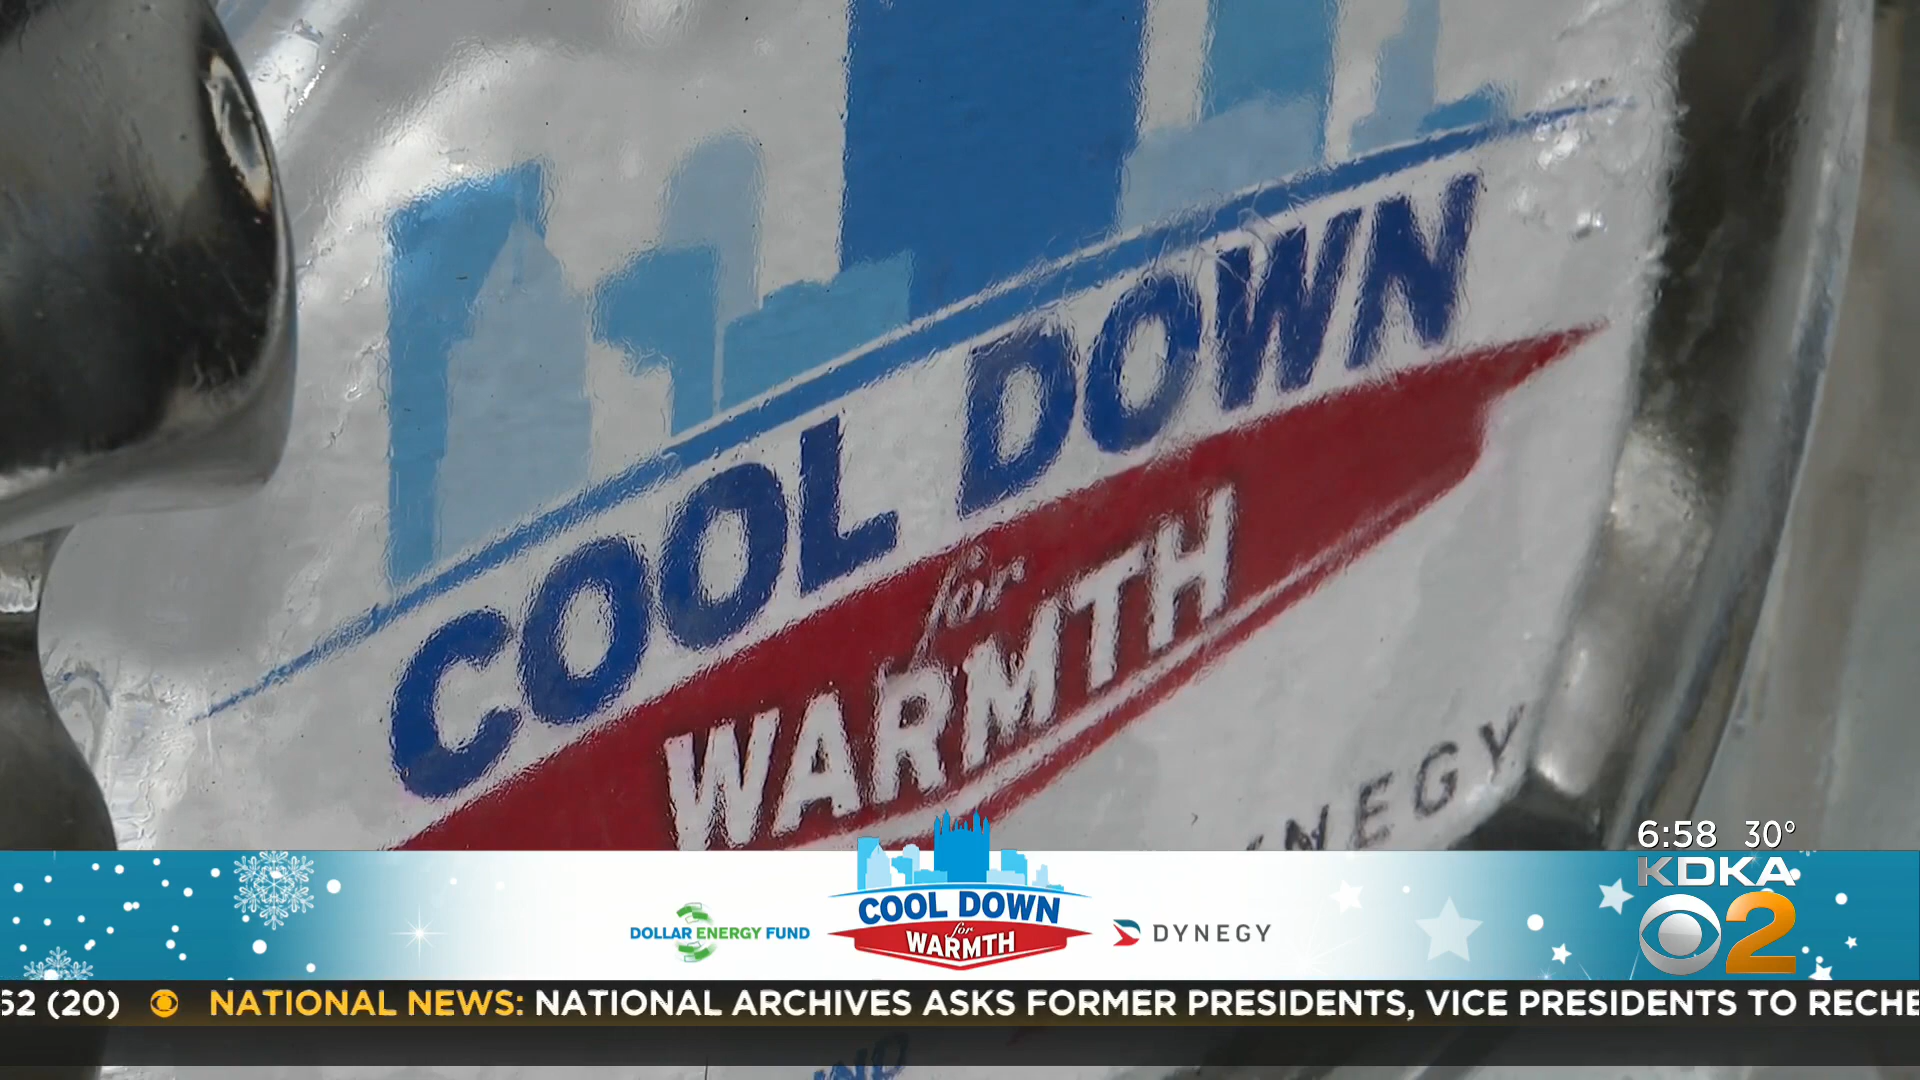 COOL DOWN
for
WARMTH
NEGY
6:58 30°
KDKA
2
DOLLAR ENERGY FUND
COOL DOWN
for
WARMTH
DYNEGY
52 (20) NATIONAL NEWS: NATIONAL ARCHIVES ASKS FORMER PRESIDENTS, VICE PRESIDENTS TO RECHE